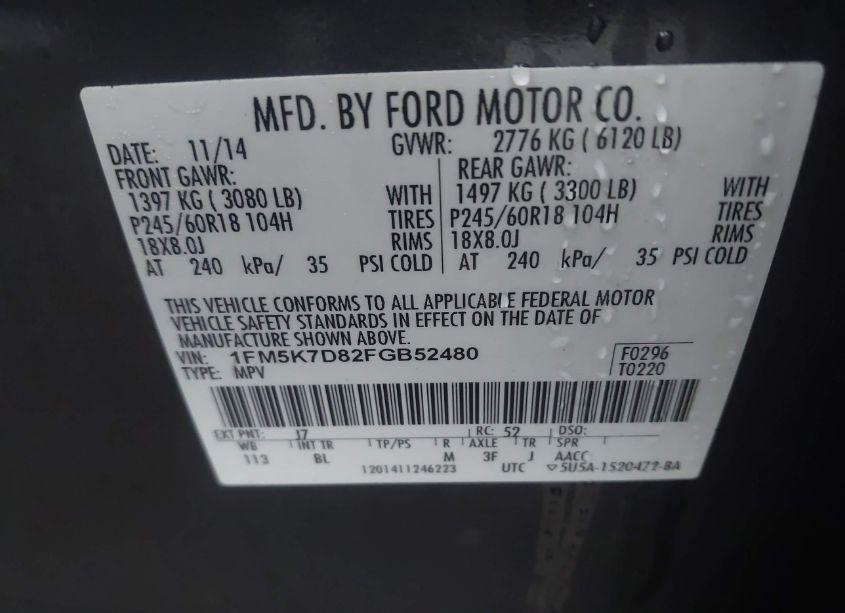 MFD. BY FORD MOTOR CO.
DATE: 11/14 GVWR: 2776 KG ( 6120 LB)
FRONT GAWR: REAR GAWR:
1397 KG ( 3080 LB) WITH 1497 KG ( 3300 LB) WITH
P245/60R18 104H TIRES P245/60R18 104H TIRES
18X8.0J RIMS 18X8.0J RIMS
AT 240 kPa/ 35 PSI COLD AT 240 kPa/ 35 PSI COLD
THIS VEHICLE CONFORMS TO ALL APPLICABLE FEDERAL MOTOR
VEHICLE SAFETY STANDARDS IN EFFECT ON THE DATE OF
MANUFACTURE SHOWN ABOVE.
VIN: 1FM5K7D82FGB52480 F0296
TYPE: MPV T0220
EXT PNT: J7 RC: 52 DSO:
WB INT TR TP/PS R AXLE TR SPR
113 BL M 3F J AACC
1201411246223 UTC ▽5U5A-1520472-BA